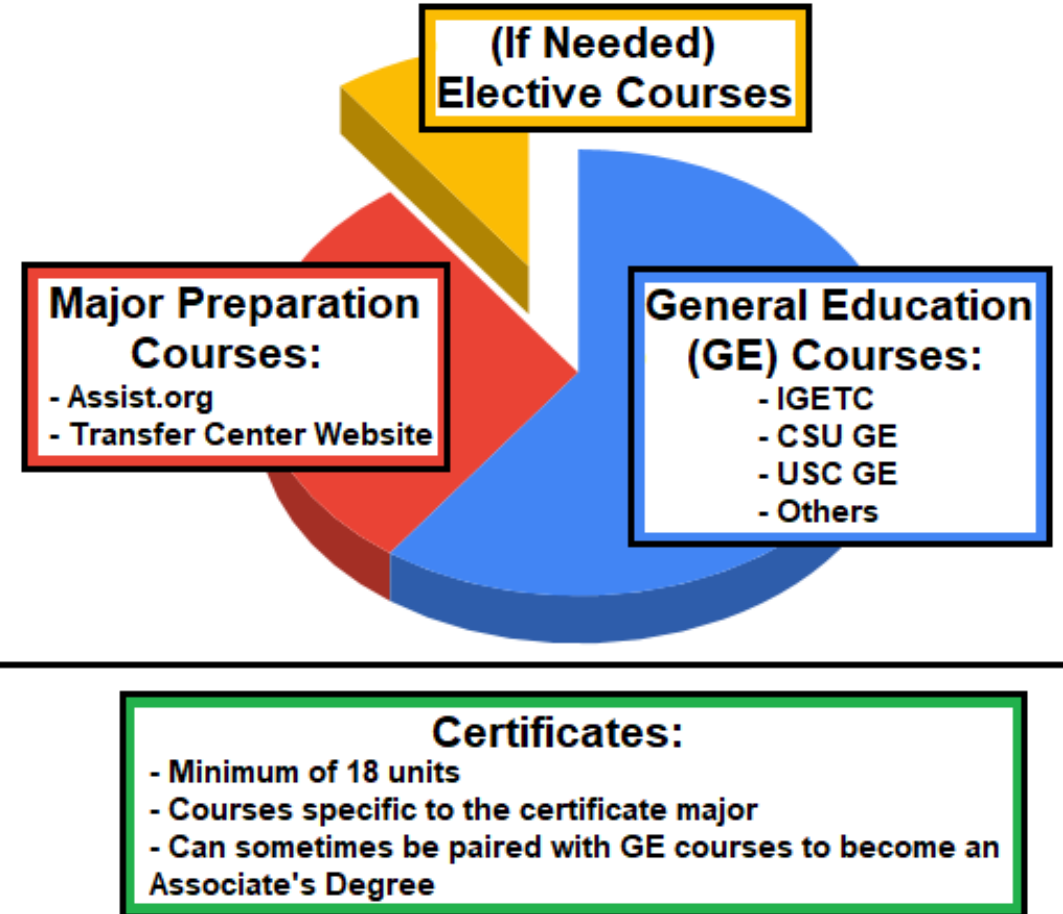 (If Needed)
Elective Courses
Major Preparation
Courses:
- Assist.org
- Transfer Center Website
General Education
(GE) Courses:
- IGETC
- CSU GE
- USC GE
- Others
Certificates:
- Minimum of 18 units
- Courses specific to the certificate major
- Can sometimes be paired with GE courses to become an
Associate's Degree